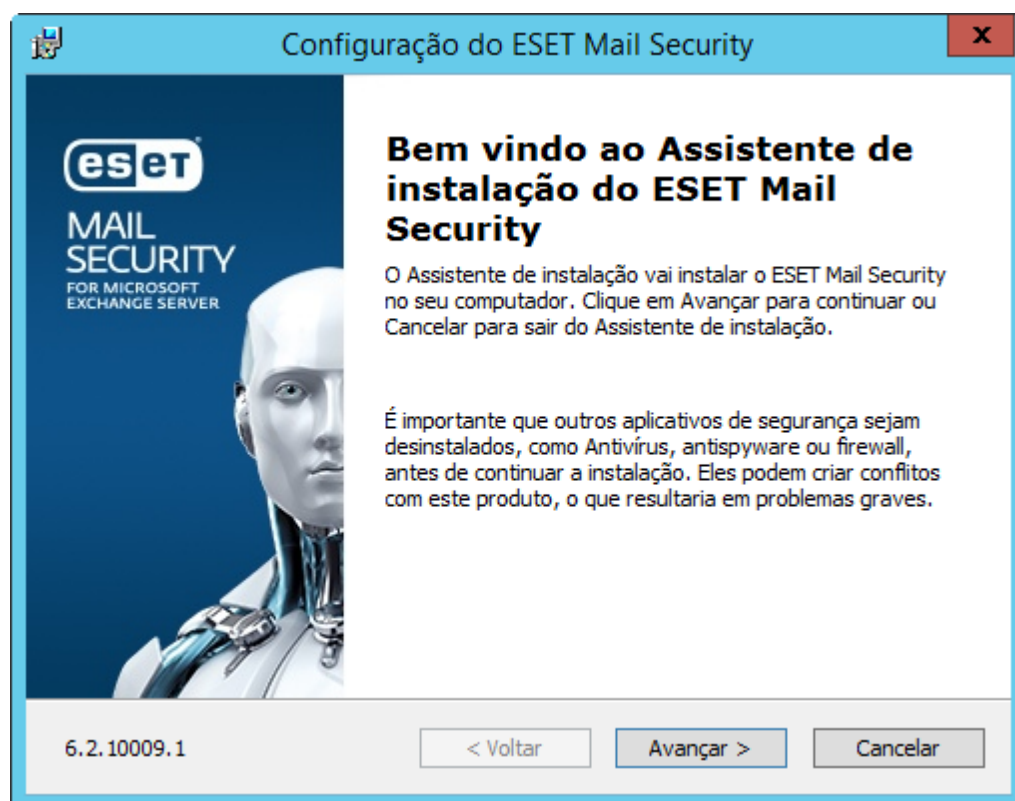 Configuração do ESET Mail Security
x
eset
MAIL
SECURITY
FOR MICROSOFT
EXCHANGE SERVER
Bem vindo ao Assistente de
instalação do ESET Mail
Security
O Assistente de instalação vai instalar o ESET Mail Security
no seu computador. Clique em Avançar para continuar ou
Cancelar para sair do Assistente de instalação.
É importante que outros aplicativos de segurança sejam
desinstalados, como Antivírus, antispyware ou firewall,
antes de continuar a instalação. Eles podem criar conflitos
com este produto, o que resultaria em problemas graves.
6.2.10009.1
< Voltar
Avançar >
Cancelar